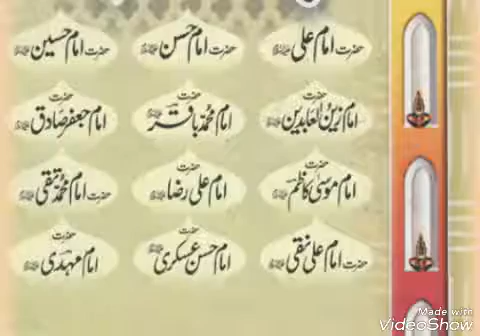 حضرت امام علی حضرت امام حسن حضرت امام حسین
حضرت امام زین العابدین حضرت امام محمد باقر حضرت امام جعفر صادق
حضرت امام موسیٰ کاظم حضرت امام علی رضا حضرت امام محمد تقی
حضرت امام علی نقی حضرت امام حسن عسکری حضرت امام مہدی
Made with
VideoShow